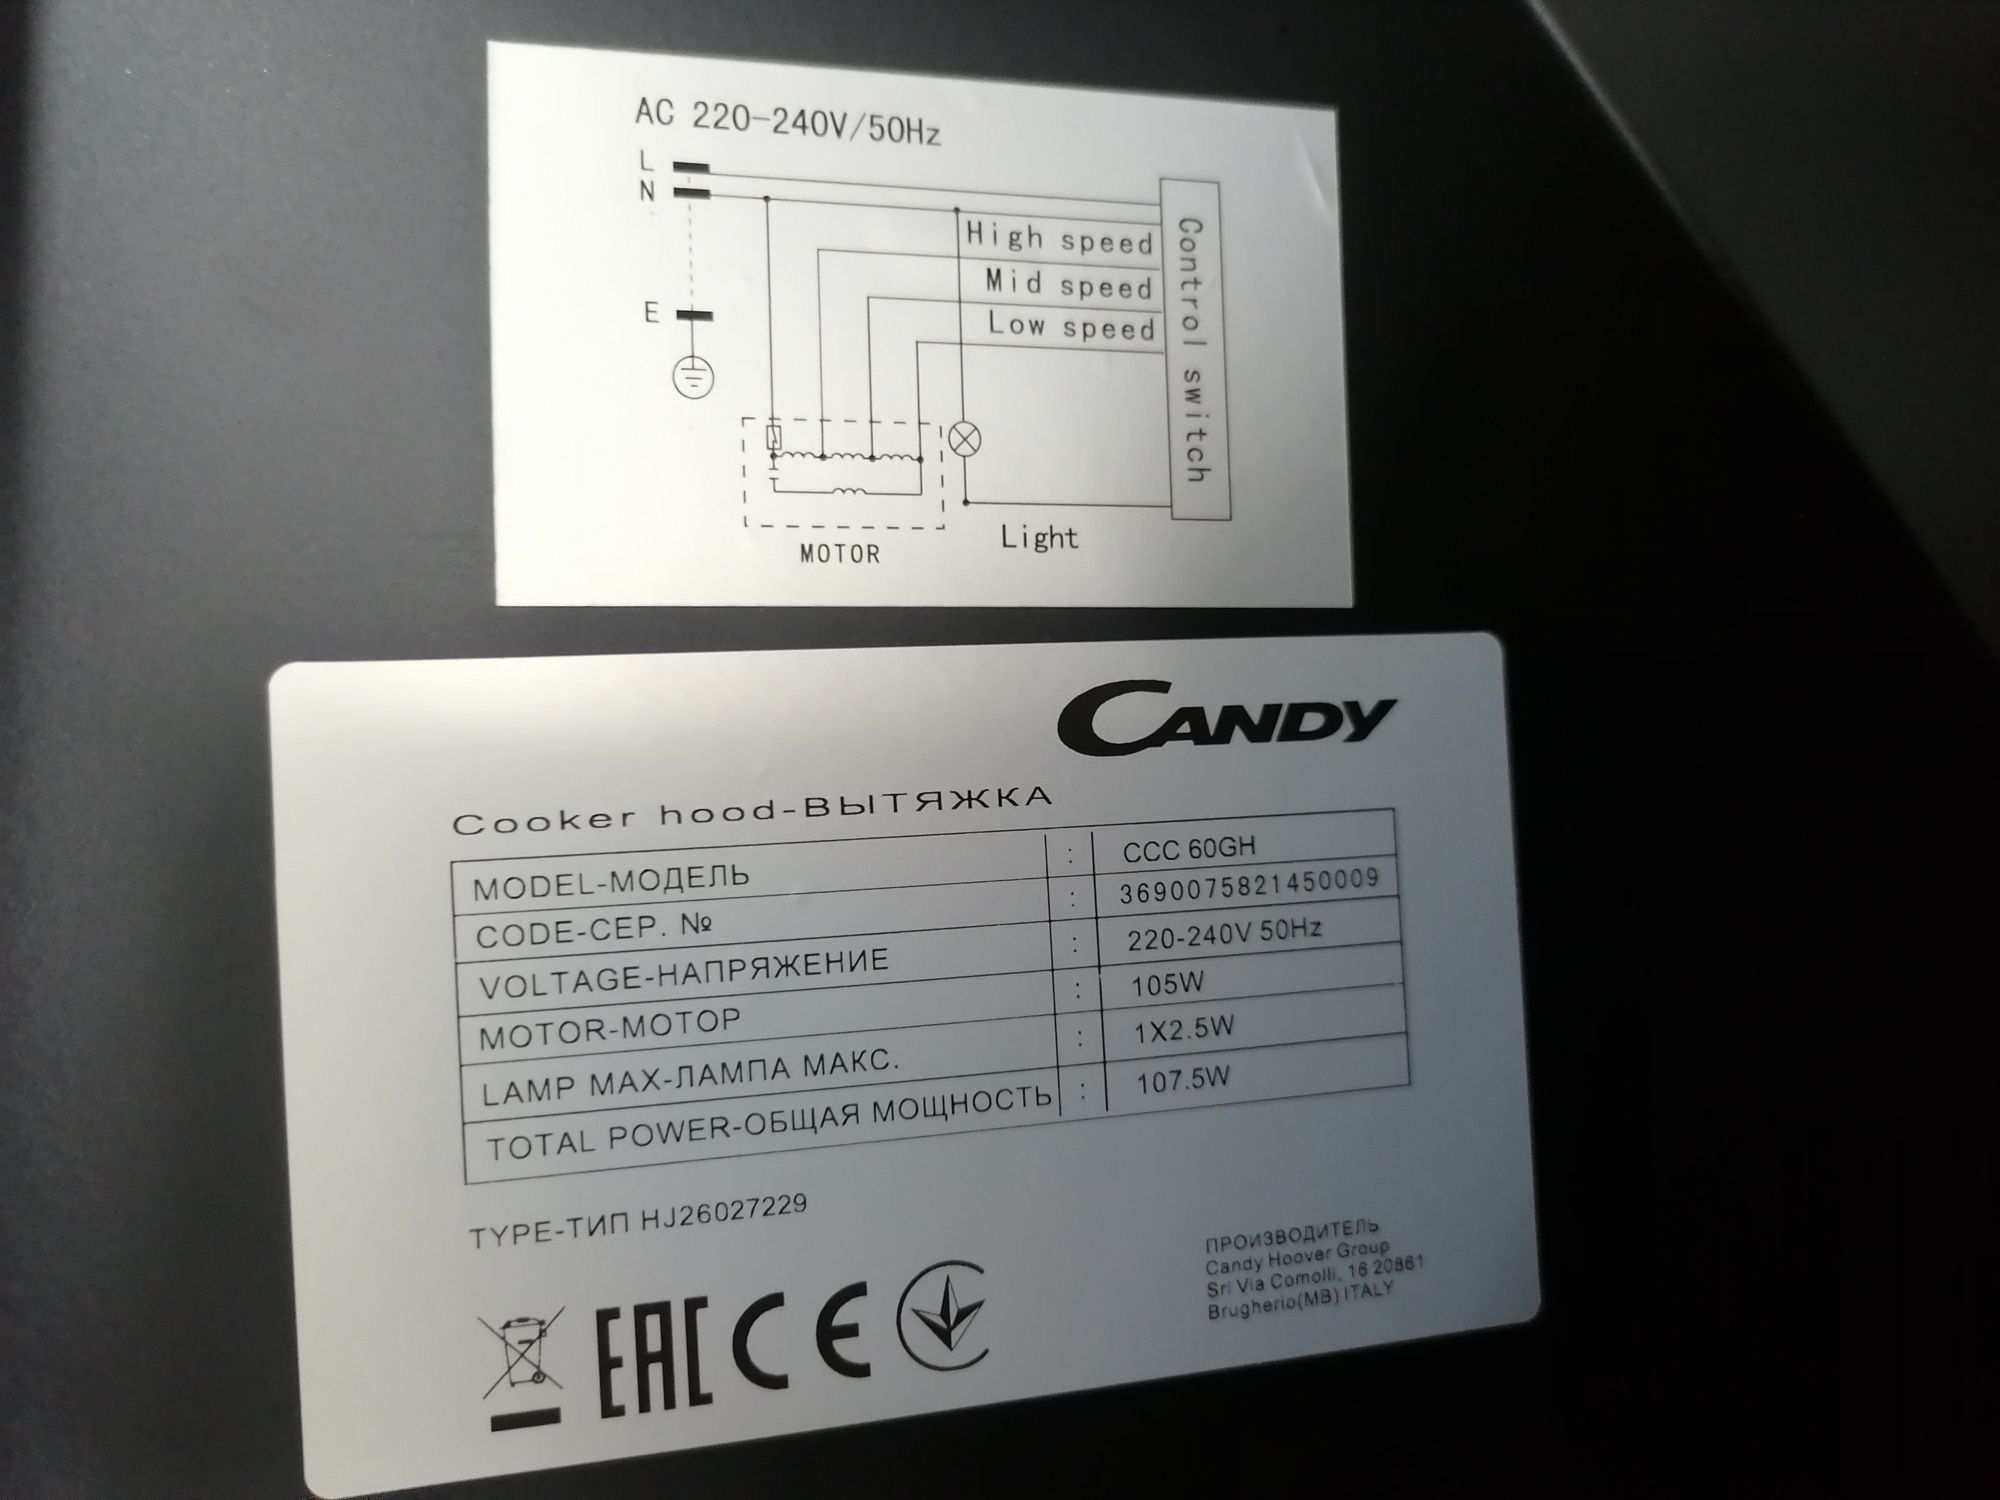 AC 220-240V/50Hz
L
N
High speed
Mid speed
Low speed
E
Control switch
Light
MOTOR
CANDY
Cooker hood-ВЫТЯЖКА
MODEL-МОДЕЛЬ : CCC 60GH
CODE-СЕР. № : 3690075821450009
VOLTAGE-НАПРЯЖЕНИЕ : 220-240V 50Hz
MOTOR-МОТОР : 105W
LAMP MAX-ЛАМПА МАКС. : 1X2.5W
TOTAL POWER-ОБЩАЯ МОЩНОСТЬ : 107.5W
TYPE-ТИП HJ26027229
ПРОИЗВОДИТЕЛЬ
Candy Hoover Group
Srl Via Comolli, 16 20861
Brugherio(MB) ITALY
EAC CE